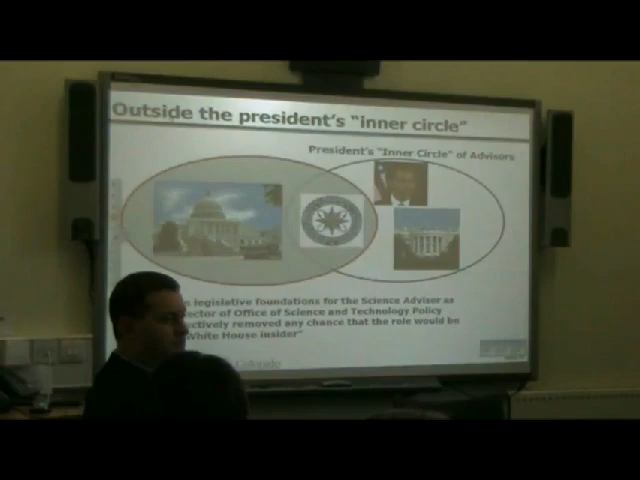 Outside the president's "inner circle"
President's "Inner Circle" of Advisors
legislative foundations for the Science Adviser as
ector of Office of Science and Technology Policy
ectively removed any chance that the role would be
White House insider"
Colorado